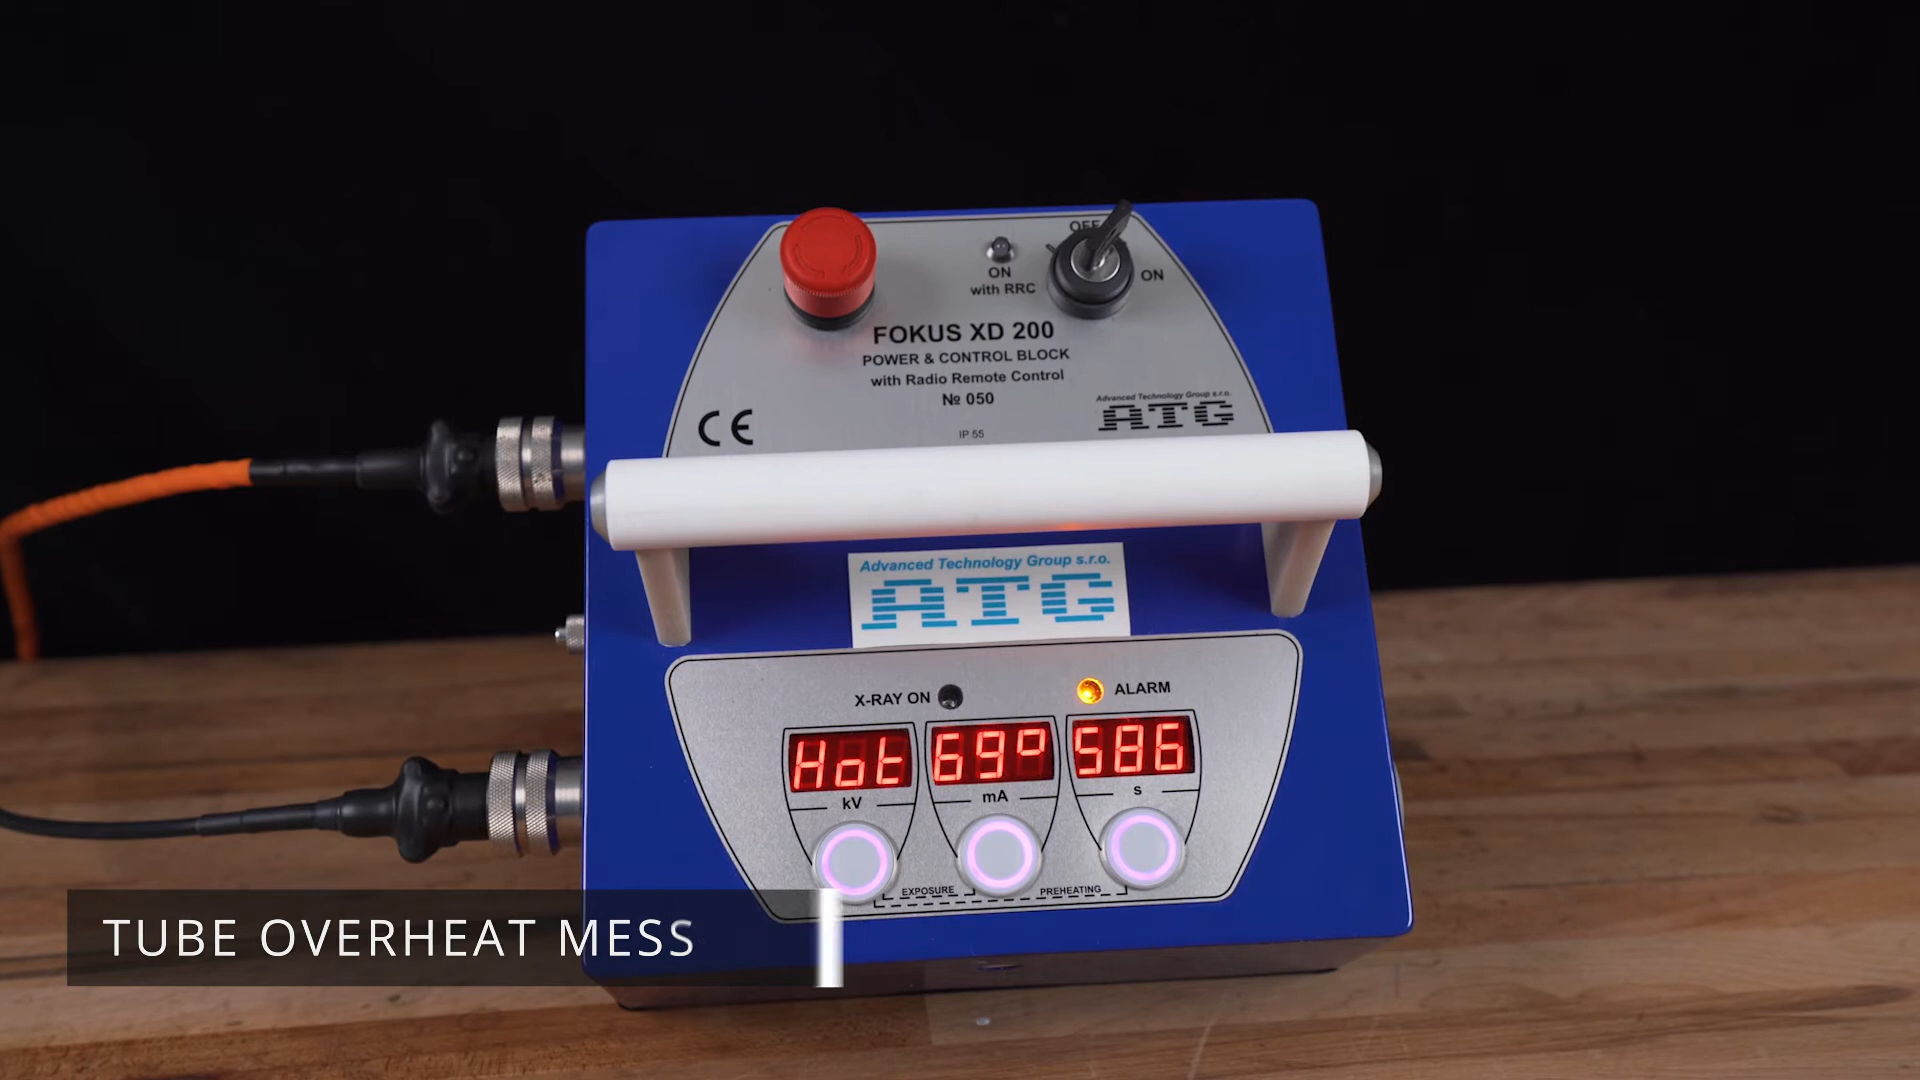 OFF
ON
with RRC
ON
FOKUS XD 200
POWER & CONTROL BLOCK
with Radio Remote Control
№ 050
CE
Advanced Technology Group s.r.o.
ATG
IP 55
Advanced Technology Group s.r.o.
ATG
X-RAY ON
ALARM
Hot 69º 586
kV mA s
EXPOSURE PREHEATING
TUBE OVERHEAT MESS